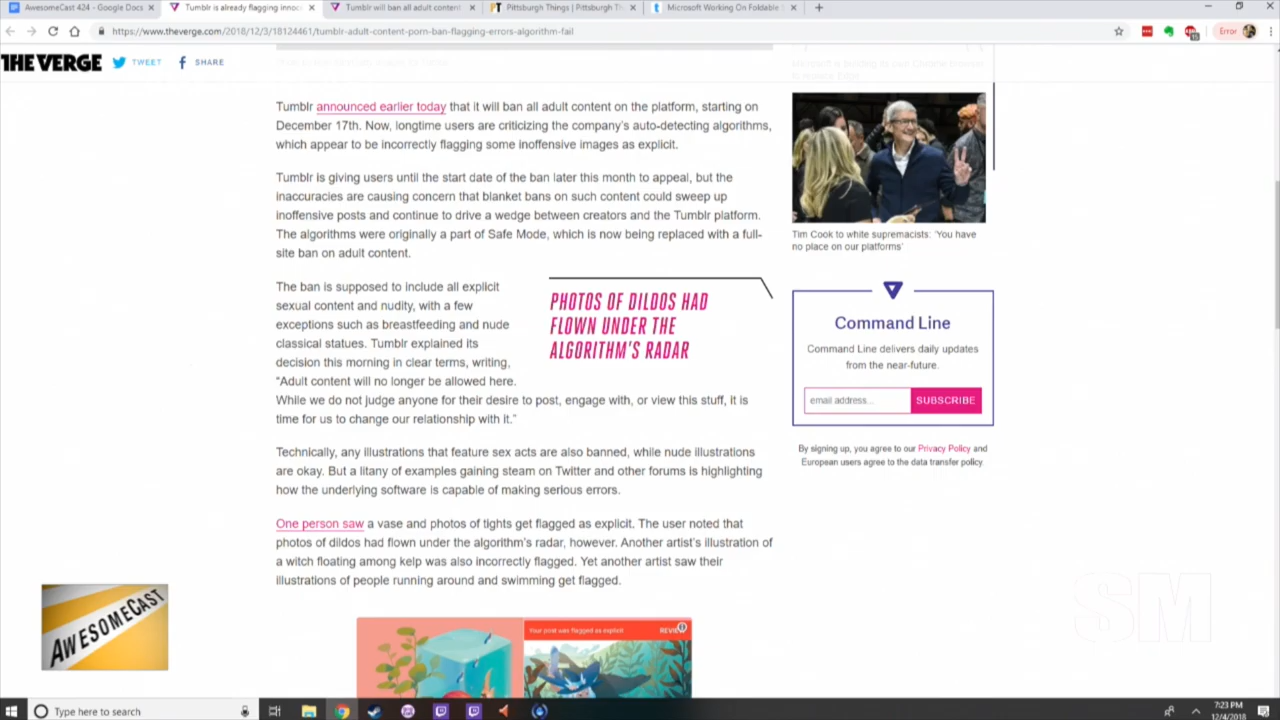 AwesomeCast 424 - Google Docs
Tumblr is already flagging innoc
Tumblr will ban all adult content
Pittsburgh Things | Pittsburgh Th
Microsoft Working On Foldable
https://www.theverge.com/2018/12/3/18124461/tumblr-adult-content-porn-ban-flagging-errors-algorithm-fail
Error
THE VERGE
TWEET
SHARE
Tumblr announced earlier today that it will ban all adult content on the platform, starting on
December 17th. Now, longtime users are criticizing the company's auto-detecting algorithms,
which appear to be incorrectly flagging some inoffensive images as explicit.
Tumblr is giving users until the start date of the ban later this month to appeal, but the
inaccuracies are causing concern that blanket bans on such content could sweep up
inoffensive posts and continue to drive a wedge between creators and the Tumblr platform.
The algorithms were originally a part of Safe Mode, which is now being replaced with a full-
site ban on adult content.
The ban is supposed to include all explicit
sexual content and nudity, with a few
exceptions such as breastfeeding and nude
classical statues. Tumblr explained its
decision this morning in clear terms, writing,
"Adult content will no longer be allowed here.
While we do not judge anyone for their desire to post, engage with, or view this stuff, it is
time for us to change our relationship with it."
PHOTOS OF DILDOS HAD
FLOWN UNDER THE
ALGORITHM'S RADAR
Technically, any illustrations that feature sex acts are also banned, while nude illustrations
are okay. But a litany of examples gaining steam on Twitter and other forums is highlighting
how the underlying software is capable of making serious errors.
One person saw a vase and photos of tights get flagged as explicit. The user noted that
photos of dildos had flown under the algorithm's radar, however. Another artist's illustration of
a witch floating among kelp was also incorrectly flagged. Yet another artist saw their
illustrations of people running around and swimming get flagged.
Your post was flagged as explicit
REVIEW
Tim Cook to white supremacists: 'You have
no place on our platforms'
Command Line
Command Line delivers daily updates
from the near-future.
email address...
SUBSCRIBE
By signing up, you agree to our Privacy Policy and
European users agree to the data transfer policy.
AWESOMECAST
SM
Type here to search
7:23 PM
12/4/2018